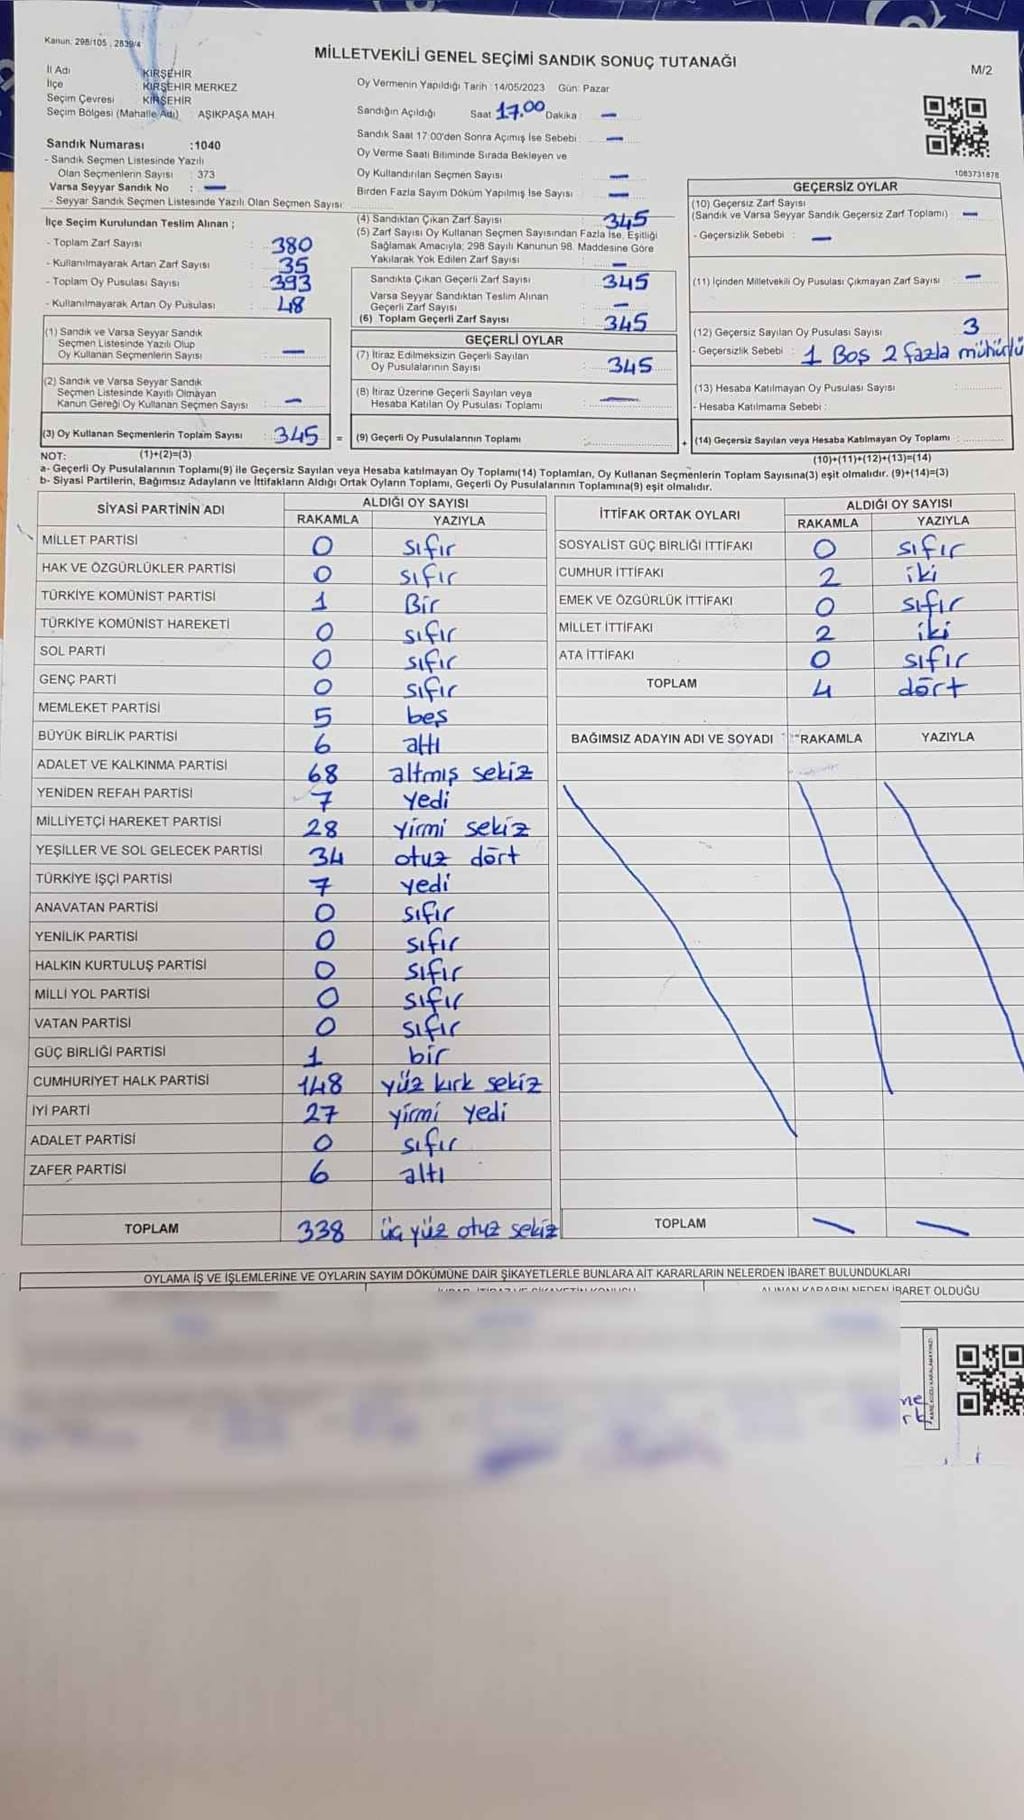 Kanun: 298/105 , 2839/4
MİLLETVEKİLİ GENEL SEÇİMİ SANDIK SONUÇ TUTANAĞI
M/2
İl Adı : KIRŞEHİR
İlçe : KIRŞEHİR MERKEZ
Seçim Çevresi : KIRŞEHİR
Seçim Bölgesi (Mahalle Adı) : AŞIKPAŞA MAH
Oy Vermenin Yapıldığı Tarih : 14/05/2023 Gün: Pazar
Sandığın Açıldığı Saat 17.00 Dakika : —
Sandık Saat 17:00'den Sonra Açımış İse Sebebi : —
Oy Verme Saati Bitiminde Sırada Bekleyen ve
Oy Kullandırılan Seçmen Sayısı : —
Birden Fazla Sayım Döküm Yapılmış İse Sayısı : —
Sandık Numarası :1040
- Sandık Seçmen Listesinde Yazılı
Olan Seçmenlerin Sayısı : 373
Varsa Seyyar Sandık No : —
- Seyyar Sandık Seçmen Listesinde Yazılı Olan Seçmen Sayısı:
İlçe Seçim Kurulundan Teslim Alınan ;
- Toplam Zarf Sayısı : 380
- Kullanılmayarak Artan Zarf Sayısı : 35
- Toplam Oy Pusulası Sayısı : 393
- Kullanılmayarak Artan Oy Pusulası : 48
(1) Sandık ve Varsa Seyyar Sandık
Seçmen Listesinde Yazılı Olup
Oy Kullanan Seçmenlerin Sayısı : —
(2) Sandık ve Varsa Seyyar Sandık
Seçmen Listesinde Kayıtlı Olmayan
Kanun Gereği Oy Kullanan Seçmen Sayısı : —
(3) Oy Kullanan Seçmenlerin Toplam Sayısı : 345 =
(1)+(2)=(3)
(4) Sandıktan Çıkan Zarf Sayısı : 345
(5) Zarf Sayısı Oy Kullanan Seçmen Sayısından Fazla İse, Eşitliği
Sağlamak Amacıyla; 298 Sayılı Kanunun 98. Maddesine Göre
Yakılarak Yok Edilen Zarf Sayısı : —
Sandıkta Çıkan Geçerli Zarf Sayısı : 345
Varsa Seyyar Sandıktan Teslim Alınan
Geçerli Zarf Sayısı : —
(6) Toplam Geçerli Zarf Sayısı : 345
GEÇERLİ OYLAR
(7) İtiraz Edilmeksizin Geçerli Sayılan
Oy Pusulalarının Sayısı : 345
(8) İtiraz Üzerine Geçerli Sayılan veya
Hesaba Katılan Oy Pusulası Toplamı : —
(9) Geçerli Oy Pusulalarının Toplamı : +
1083731878
GEÇERSİZ OYLAR
(10) Geçersiz Zarf Sayısı
(Sandık ve Varsa Seyyar Sandık Geçersiz Zarf Toplamı) : —
- Geçersizlik Sebebi : —
(11) İçinden Milletvekili Oy Pusulası Çıkmayan Zarf Sayısı : —
(12) Geçersiz Sayılan Oy Pusulası Sayısı : 3
- Geçersizlik Sebebi : 1 Boş 2 fazla mühürlü
(13) Hesaba Katılmayan Oy Pusulası Sayısı :
- Hesaba Katılmama Sebebi :
(14) Geçersiz Sayılan veya Hesaba Katılmayan Oy Toplamı :
(10)+(11)+(12)+(13)=(14)
NOT:
a- Geçerli Oy Pusulalarının Toplamı(9) ile Geçersiz Sayılan veya Hesaba katılmayan Oy Toplamı(14) Toplamları, Oy Kullanan Seçmenlerin Toplam Sayısına(3) eşit olmalıdır. (9)+(14)=(3)
b- Siyasi Partilerin, Bağımsız Adayların ve İttifakların Aldığı Ortak Oyların Toplamı, Geçerli Oy Pusulalarının Toplamına(9) eşit olmalıdır.
SİYASİ PARTİNİN ADI ALDIĞI OY SAYISI
RAKAMLA YAZIYLA
MİLLET PARTİSİ 0 sıfır
HAK VE ÖZGÜRLÜKLER PARTİSİ 0 sıfır
TÜRKİYE KOMÜNİST PARTİSİ 1 Bir
TÜRKİYE KOMÜNİST HAREKETİ 0 sıfır
SOL PARTİ 0 sıfır
GENÇ PARTİ 0 sıfır
MEMLEKET PARTİSİ 5 beş
BÜYÜK BİRLİK PARTİSİ 6 altı
ADALET VE KALKINMA PARTİSİ 68 altmış sekiz
YENİDEN REFAH PARTİSİ 7 yedi
MİLLİYETÇİ HAREKET PARTİSİ 28 yirmi sekiz
YEŞİLLER VE SOL GELECEK PARTİSİ 34 otuz dört
TÜRKİYE İŞÇİ PARTİSİ 7 yedi
ANAVATAN PARTİSİ 0 sıfır
YENİLİK PARTİSİ 0 sıfır
HALKIN KURTULUŞ PARTİSİ 0 sıfır
MİLLİ YOL PARTİSİ 0 sıfır
VATAN PARTİSİ 0 sıfır
GÜÇ BİRLİĞİ PARTİSİ 1 bir
CUMHURİYET HALK PARTİSİ 148 yüz kırk sekiz
İYİ PARTİ 27 yirmi yedi
ADALET PARTİSİ 0 sıfır
ZAFER PARTİSİ 6 altı
TOPLAM 338 üç yüz otuz sekiz
İTTİFAK ORTAK OYLARI ALDIĞI OY SAYISI
RAKAMLA YAZIYLA
SOSYALİST GÜÇ BİRLİĞİ İTTİFAKI 0 sıfır
CUMHUR İTTİFAKI 2 iki
EMEK VE ÖZGÜRLÜK İTTİFAKI 0 sıfır
MİLLET İTTİFAKI 2 iki
ATA İTTİFAKI 0 sıfır
TOPLAM 4 dört
BAĞIMSIZ ADAYIN ADI VE SOYADI RAKAMLA YAZIYLA
TOPLAM — —
OYLAMA İŞ VE İŞLEMLERİNE VE OYLARIN SAYIM DÖKÜMÜNE DAİR ŞİKAYETLERLE BUNLARA AİT KARARLARIN NELERDEN İBARET BULUNDUKLARI
ALINAN KARARIN NEDEN İBARET OLDUĞU